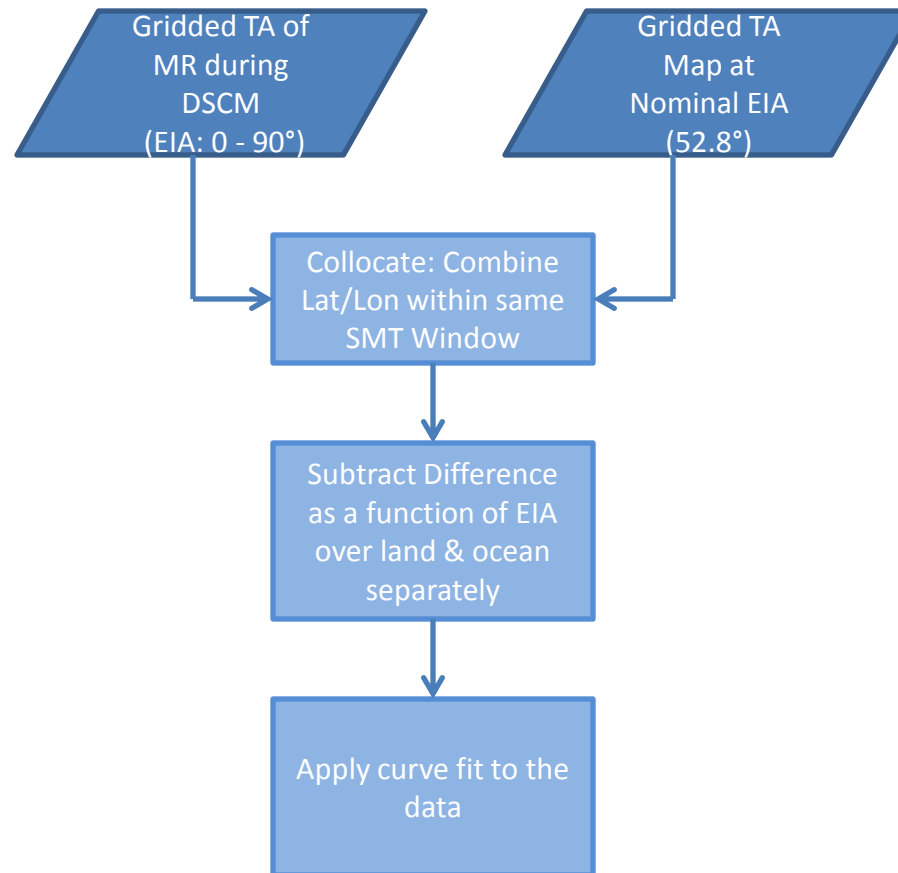 Gridded TA of
MR during
DSCM
(EIA: 0 - 90°)
Gridded TA
Map at
Nominal EIA
(52.8°)
Collocate: Combine
Lat/Lon within same
SMT Window
Subtract Difference
as a function of EIA
over land & ocean
separately
Apply curve fit to the
data